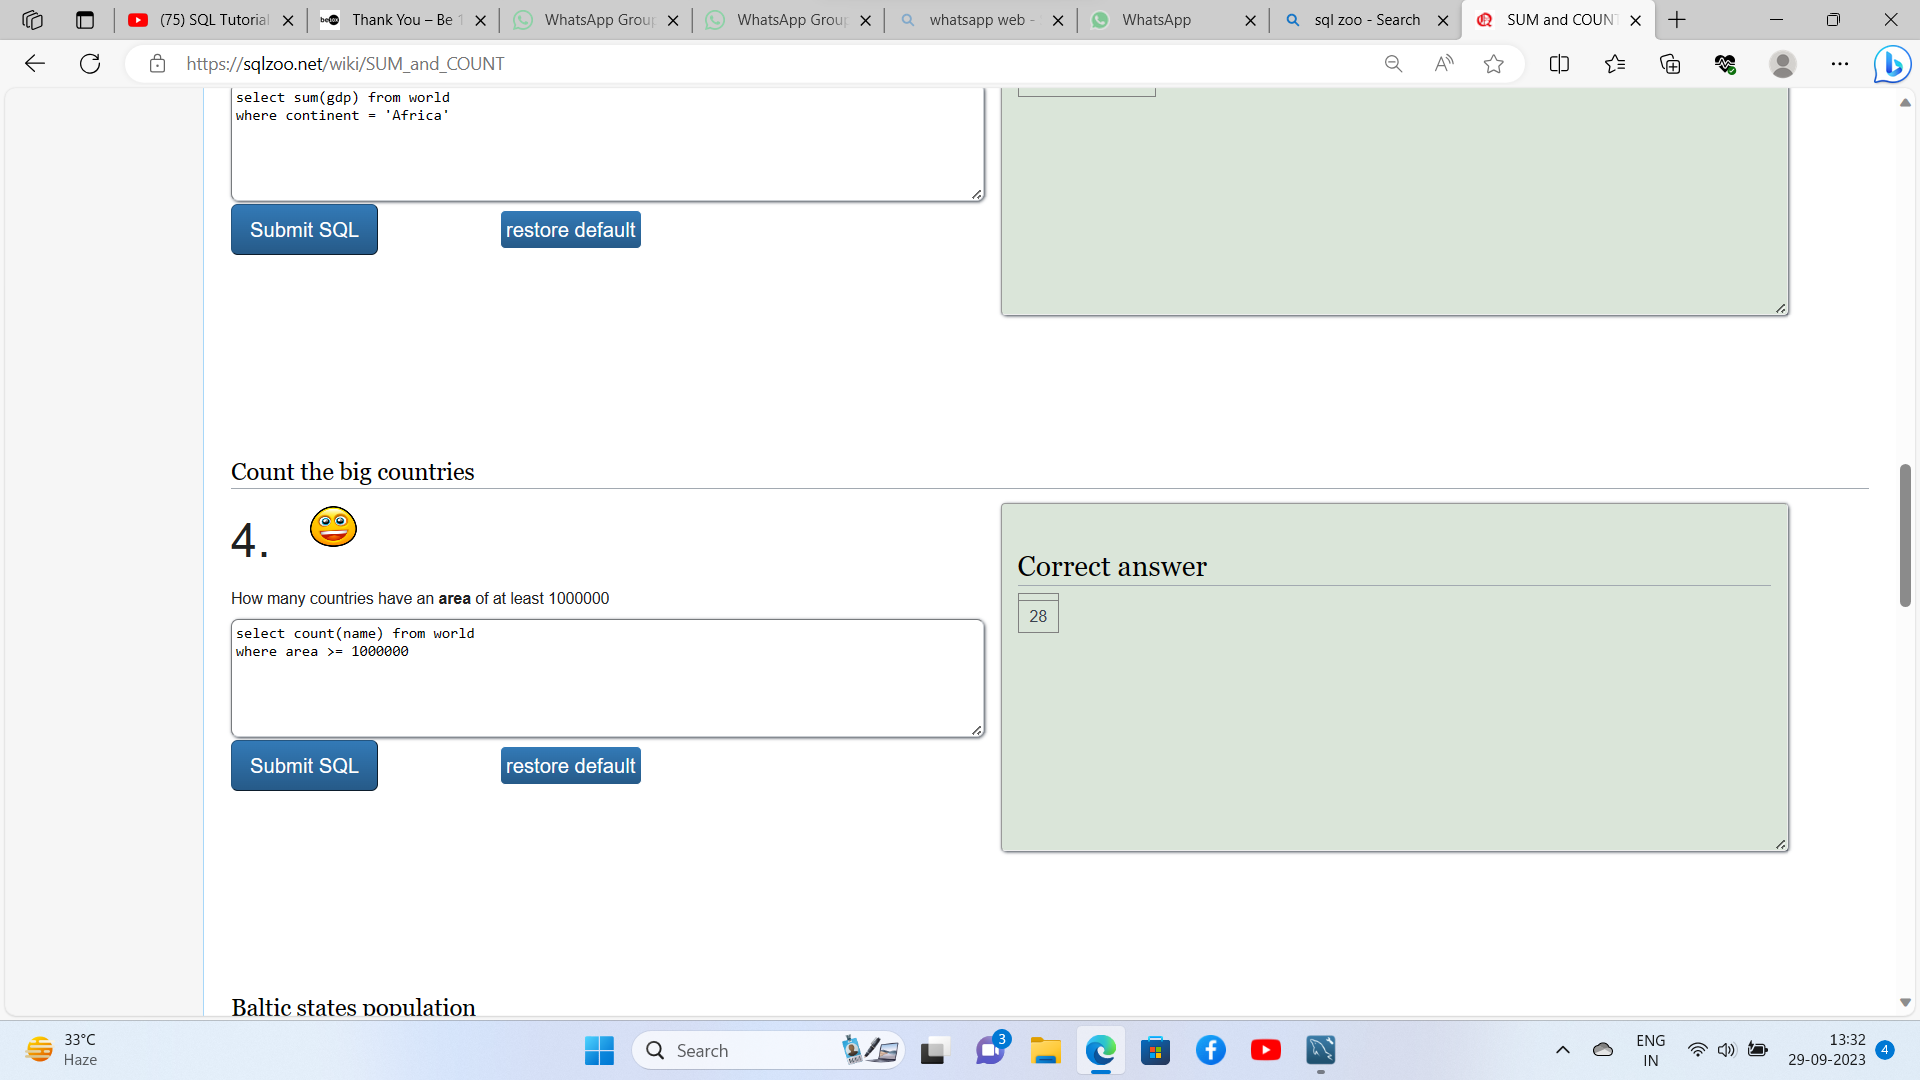 (75) SQL Tutorial
Thank You – Be 1
WhatsApp Group
WhatsApp Group
whatsapp web -
WhatsApp
sql zoo - Search
SUM and COUNT
https://sqlzoo.net/wiki/SUM_and_COUNT
select sum(gdp) from world
where continent = 'Africa'
Submit SQL
restore default
Count the big countries
4.
How many countries have an area of at least 1000000
select count(name) from world
where area >= 1000000
Submit SQL
restore default
Correct answer
28
Baltic states population
33°C
Haze
Search
3
ENG
IN
13:32
29-09-2023
4